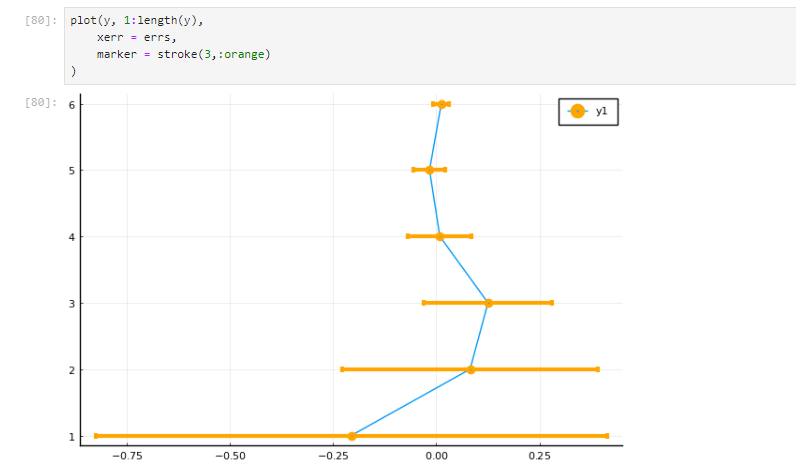 [80]: plot(y, 1:length(y),
xerr = errs,
marker = stroke(3,:orange)
)
[80]:
y1
6
5
4
3
2
1
−0.75 −0.50 −0.25 0.00 0.25